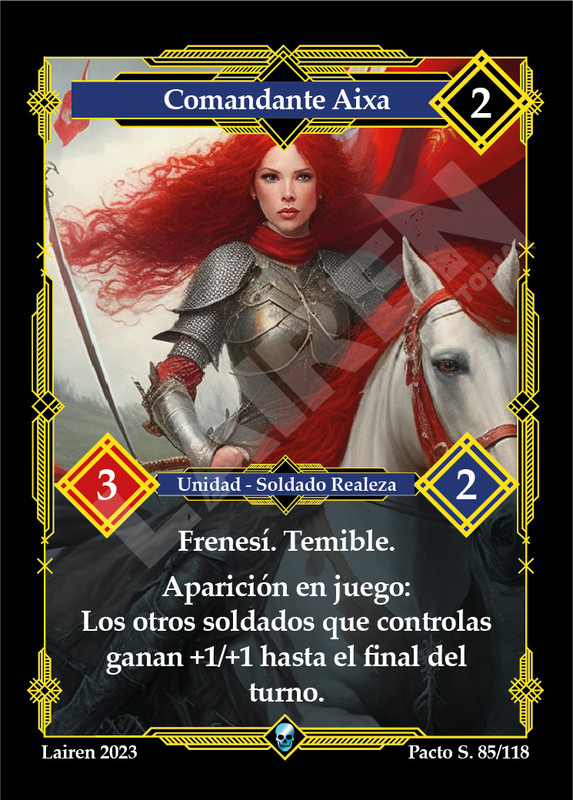 Comandante Aixa
2
3
Unidad - Soldado Realeza
2
Frenesí. Temible.
Aparición en juego:
Los otros soldados que controlas
ganan +1/+1 hasta el final del
turno.
Lairen 2023
Pacto S. 85/118
LAIREN